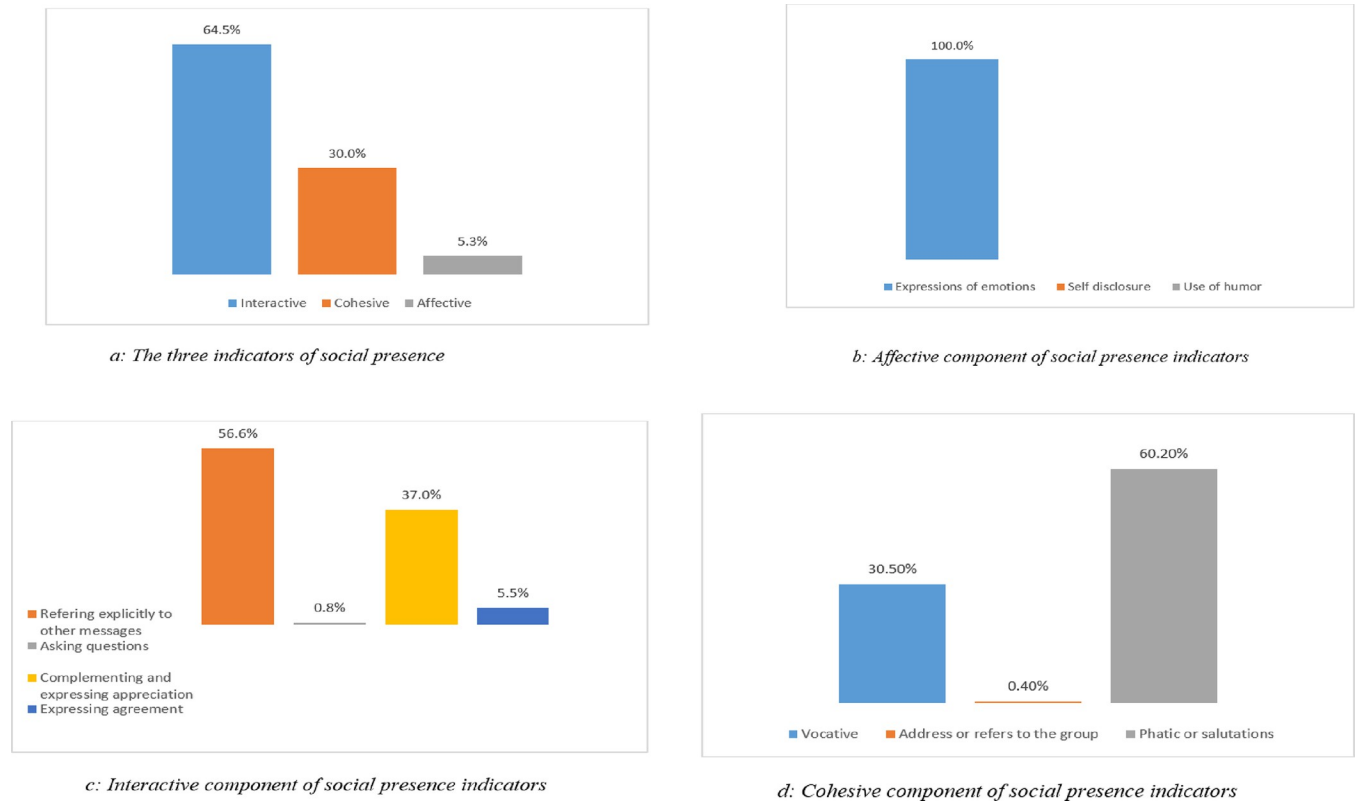 64.5%
30.0%
5.3%
Interactive Cohesive Affective
a: The three indicators of social presence
100.0%
Expressions of emotions Self disclosure Use of humor
b: Affective component of social presence indicators
56.6%
0.8%
37.0%
5.5%
Refering explicitly to
other messages
Asking questions
Complementing and
expressing appreciation
Expressing agreement
c: Interactive component of social presence indicators
30.50%
0.40%
60.20%
Vocative Address or refers to the group Phatic or salutations
d: Cohesive component of social presence indicators